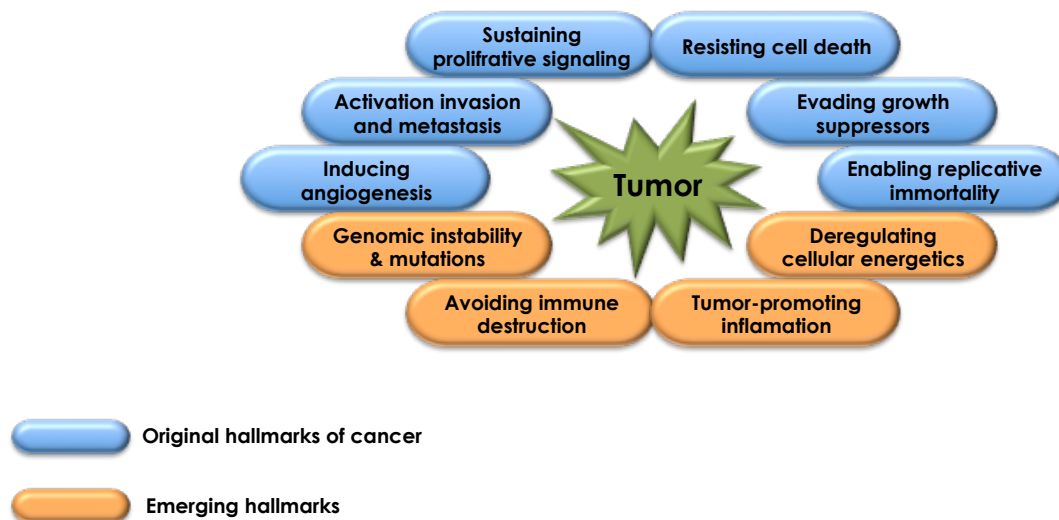 Sustaining
prolifrative signaling
Resisting cell death
Activation invasion
and metastasis
Evading growth
suppressors
Inducing
angiogenesis
Tumor
Enabling replicative
immortality
Genomic instability
& mutations
Deregulating
cellular energetics
Avoiding immune
destruction
Tumor-promoting
inflamation
Original hallmarks of cancer
Emerging hallmarks